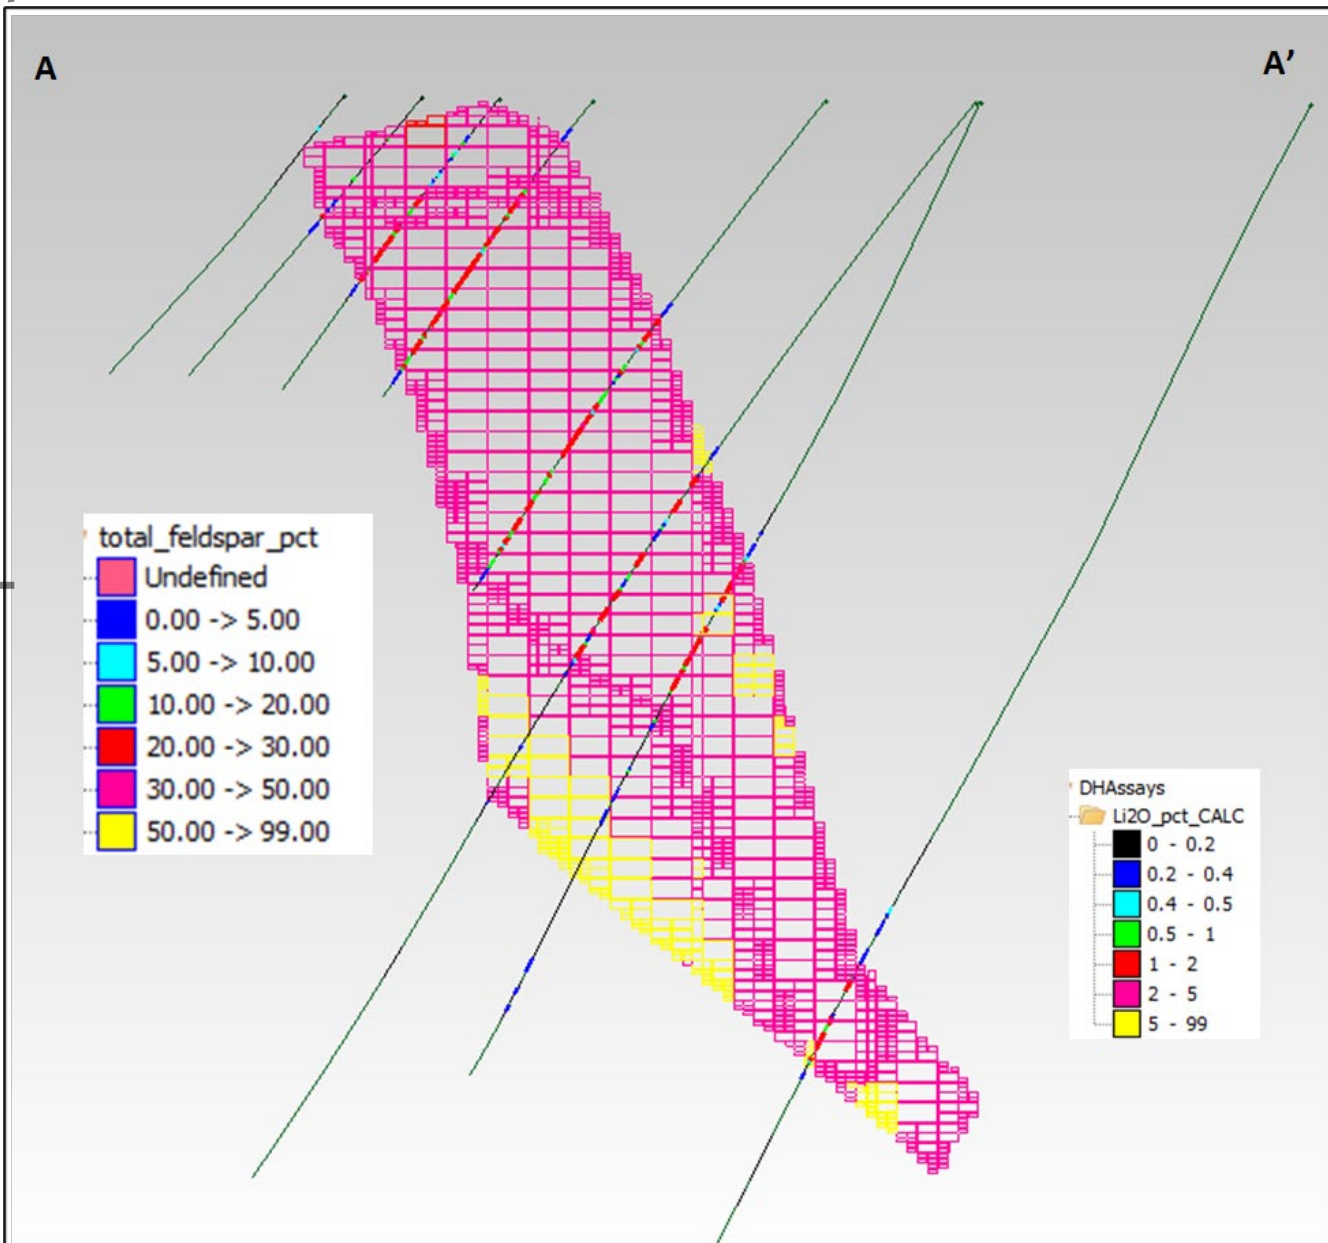 A
A’
total_feldspar_pct
Undefined
0.00 -> 5.00
5.00 -> 10.00
10.00 -> 20.00
20.00 -> 30.00
30.00 -> 50.00
50.00 -> 99.00
DHAssays
Li2O_pct_CALC
0 - 0.2
0.2 - 0.4
0.4 - 0.5
0.5 - 1
1 - 2
2 - 5
5 - 99